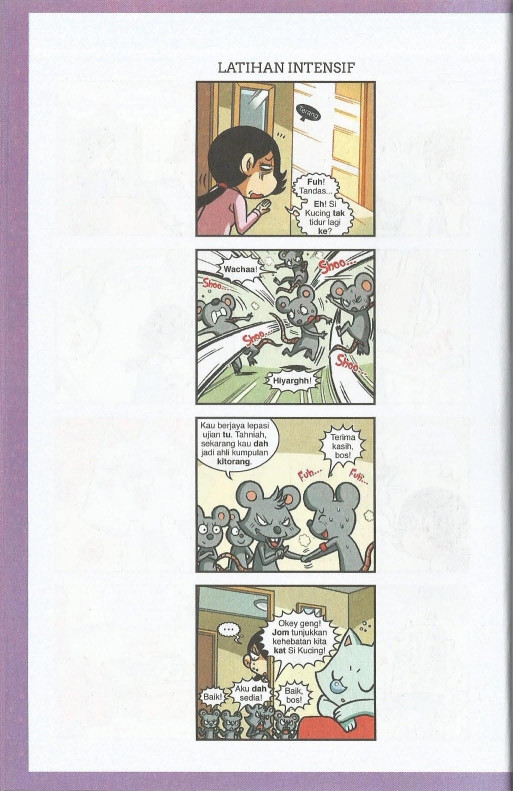 LATIHAN INTENSIF
Terang
...
Fuh!
Tandas...
Eh! Si
Kucing tak
tidur lagi
ke?
Wachaa!
Shoo...
Shoo...
Shoo...
Shoo...
Hiyarghh!
Kau berjaya lepasi
ujian tu. Tahniah,
sekarang kau dah
jadi ahli kumpulan
kitorang.
Terima
kasih,
bos!
Fuh...
Fuh...
...
Okey geng!
Jom tunjukkan
kehebatan kita
kat Si Kucing!
Baik!
Aku dah
sedia!
Baik,
bos!